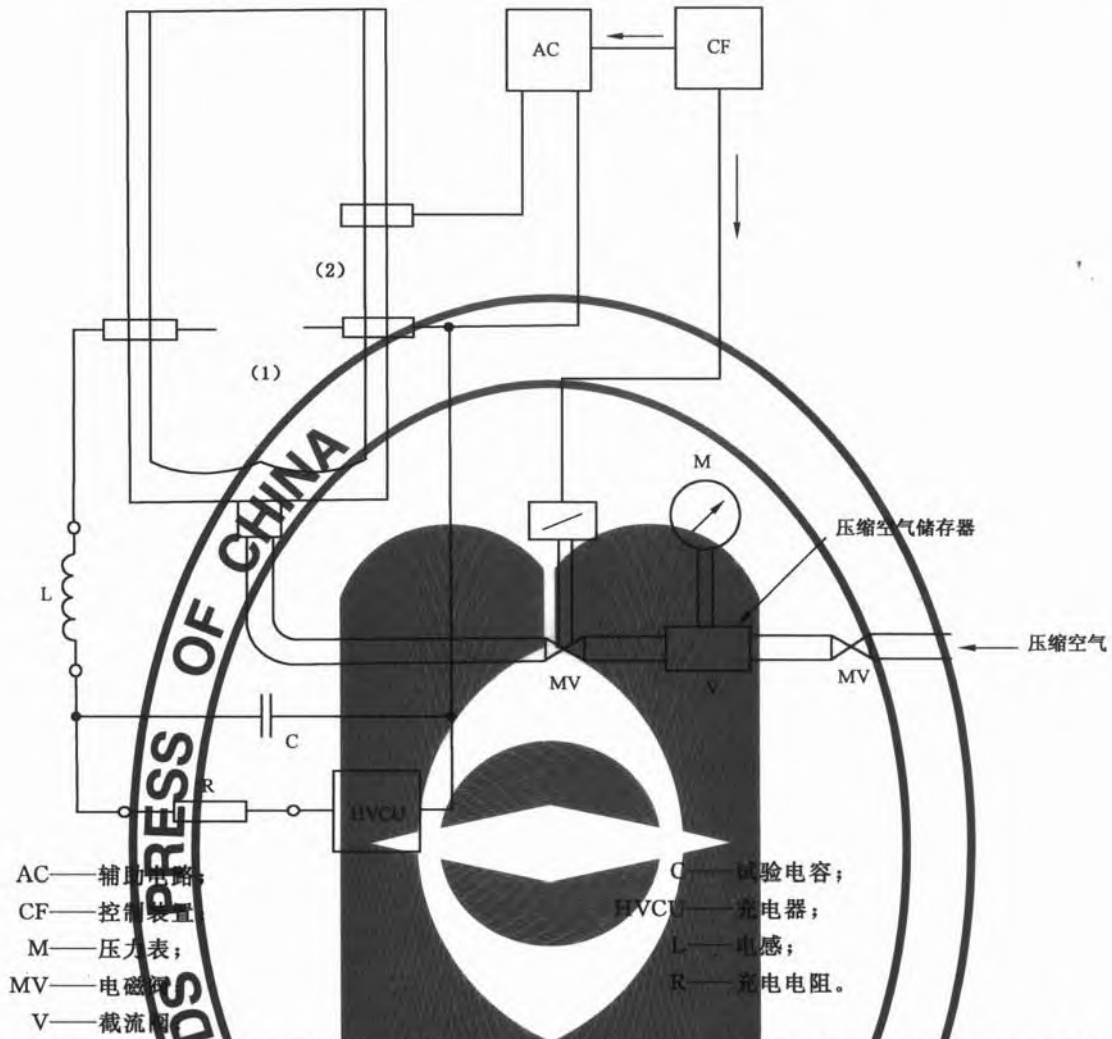 AC
CF
(2)
(1)
M
压缩空气储存器
L
压缩空气
MV
V
MV
C
R
HVCU
AC——辅助电路;
CF——控制装置;
M——压力表;
MV——电磁阀;
V——截流阀;
C——试验电容;
HVCU——充电器;
L——电感;
R——充电电阻。
DS PRESS OF CHINA